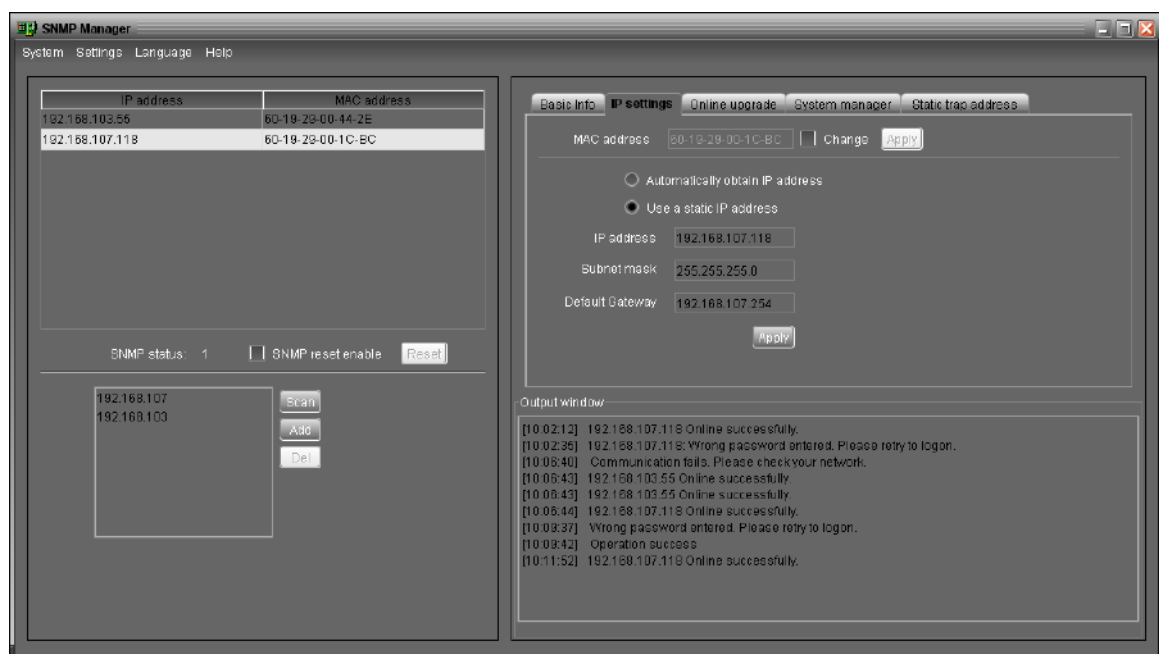 SNMP Manager
System Settings Language Help
IP address MAC address
192.168.103.55 60-19-29-00-44-2E
192.168.107.118 60-19-29-00-1C-BC
SNMP status: 1 SNMP reset enable Reset
192.168.107
192.168.103
Scan
Add
Del
Basic Info IP settings Online upgrade System manager Static trap address
MAC address 60-19-29-00-1C-BC Change Apply
Automatically obtain IP address
Use a static IP address
IP address 192.168.107.118
Subnet mask 255.255.255.0
Default Gateway 192.168.107.254
Apply
Output window
[10:02:12] 192.168.107.118 Online successfully.
[10:02:35] 192.168.107.118: Wrong password entered. Please retry to logon.
[10:06:40] Communication fails. Please check your network.
[10:06:43] 192.168.103.55 Online successfully.
[10:06:43] 192.168.103.55 Online successfully.
[10:06:44] 192.168.107.118 Online successfully.
[10:09:37] Wrong password entered. Please retry to logon.
[10:09:42] Operation success
[10:11:52] 192.168.107.118 Online successfully.